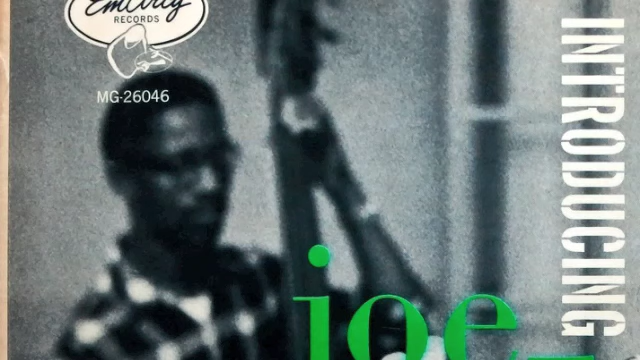 EmArcy
RECORDS
MG-26046
INTRODUCING
joe